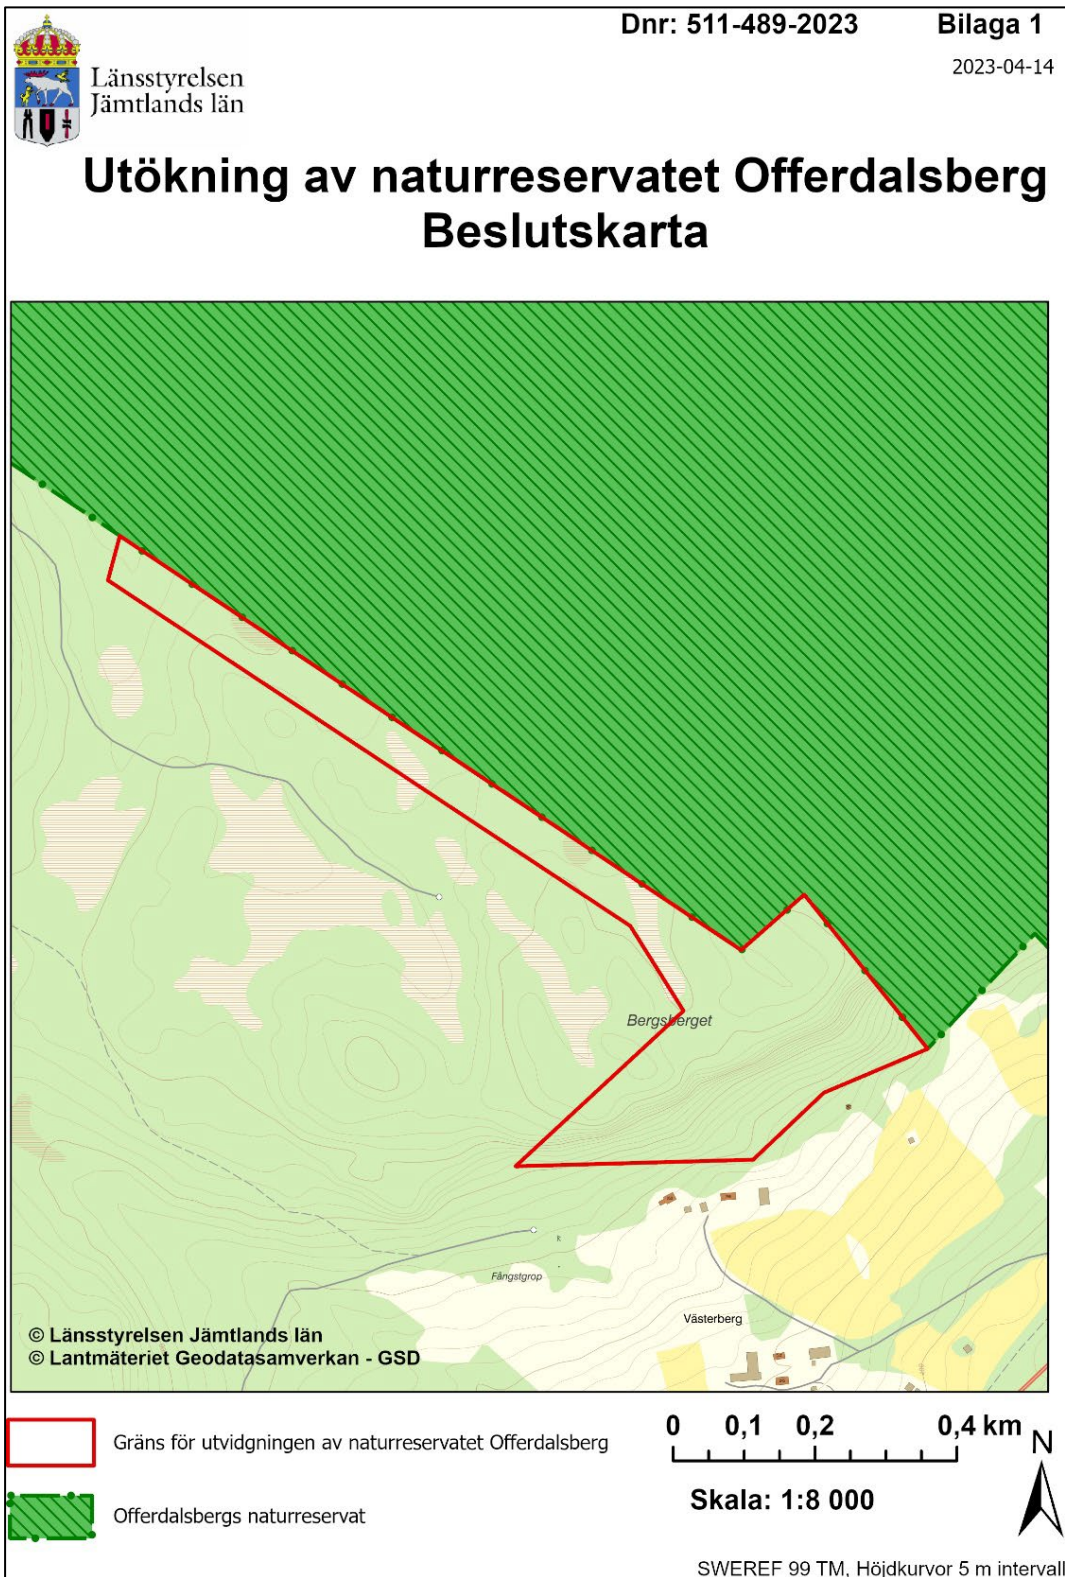 Dnr: 511-489-2023 Bilaga 1
2023-04-14
Länsstyrelsen
Jämtlands län
Utökning av naturreservatet Offerdalsberg
Beslutskarta
Bergsberget
Fångstgrop
Västerberg
© Länsstyrelsen Jämtlands län
© Lantmäteriet Geodatasamverkan - GSD
Gräns för utvidgningen av naturreservatet Offerdalsberg
Offerdalsbergs naturreservat
0 0,1 0,2 0,4 km
N
Skala: 1:8 000
SWEREF 99 TM, Höjdkurvor 5 m intervall